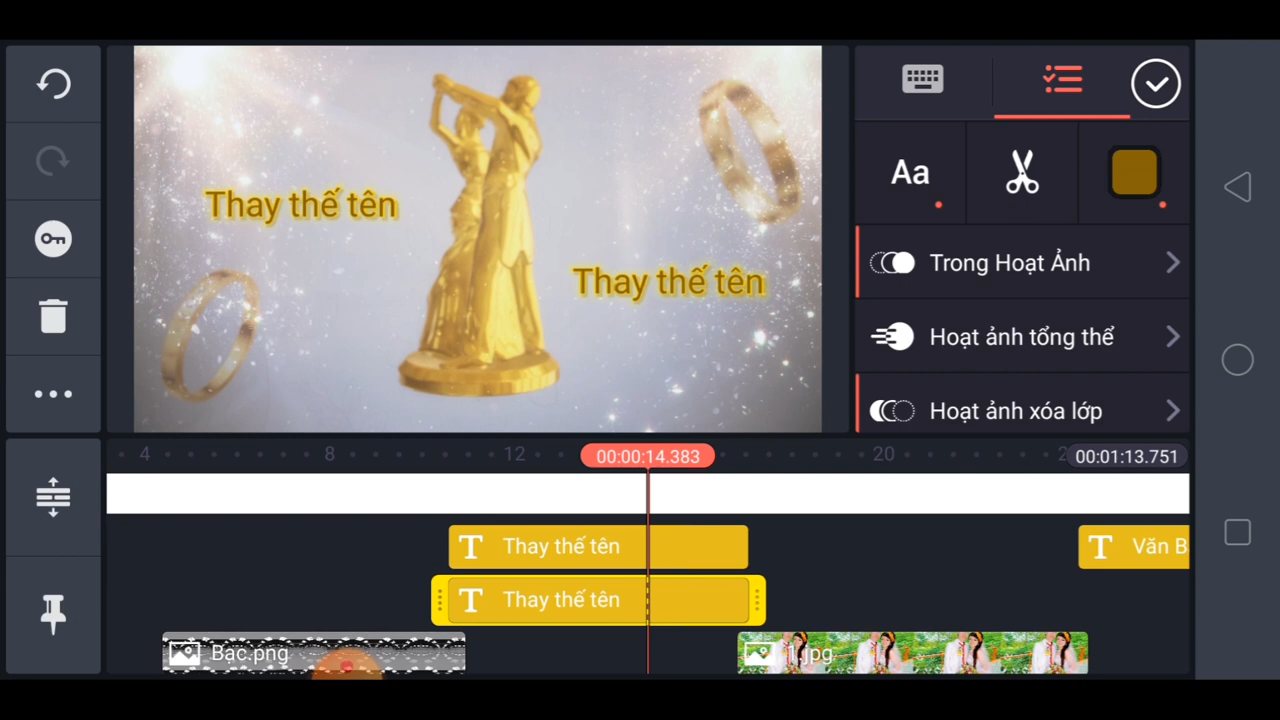 Thay thế tên
Thay thế tên
Aa
Trong Hoạt Ảnh
Hoạt ảnh tổng thể
Hoạt ảnh xóa lớp
4
8
12
00:00:14.383
20
2
00:01:13.751
T Thay thế tên
T Văn B
T Thay thế tên
Bạc.png
1.jpg